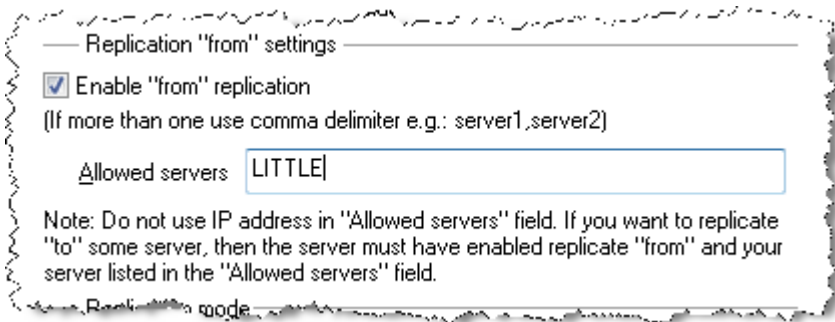 Replication "from" settings
Enable "from" replication
(If more than one use comma delimiter e.g.: server1,server2)
Allowed servers LITTLE
Note: Do not use IP address in "Allowed servers" field. If you want to replicate
"to" some server, then the server must have enabled replicate "from" and your
server listed in the "Allowed servers" field.
Replication mode